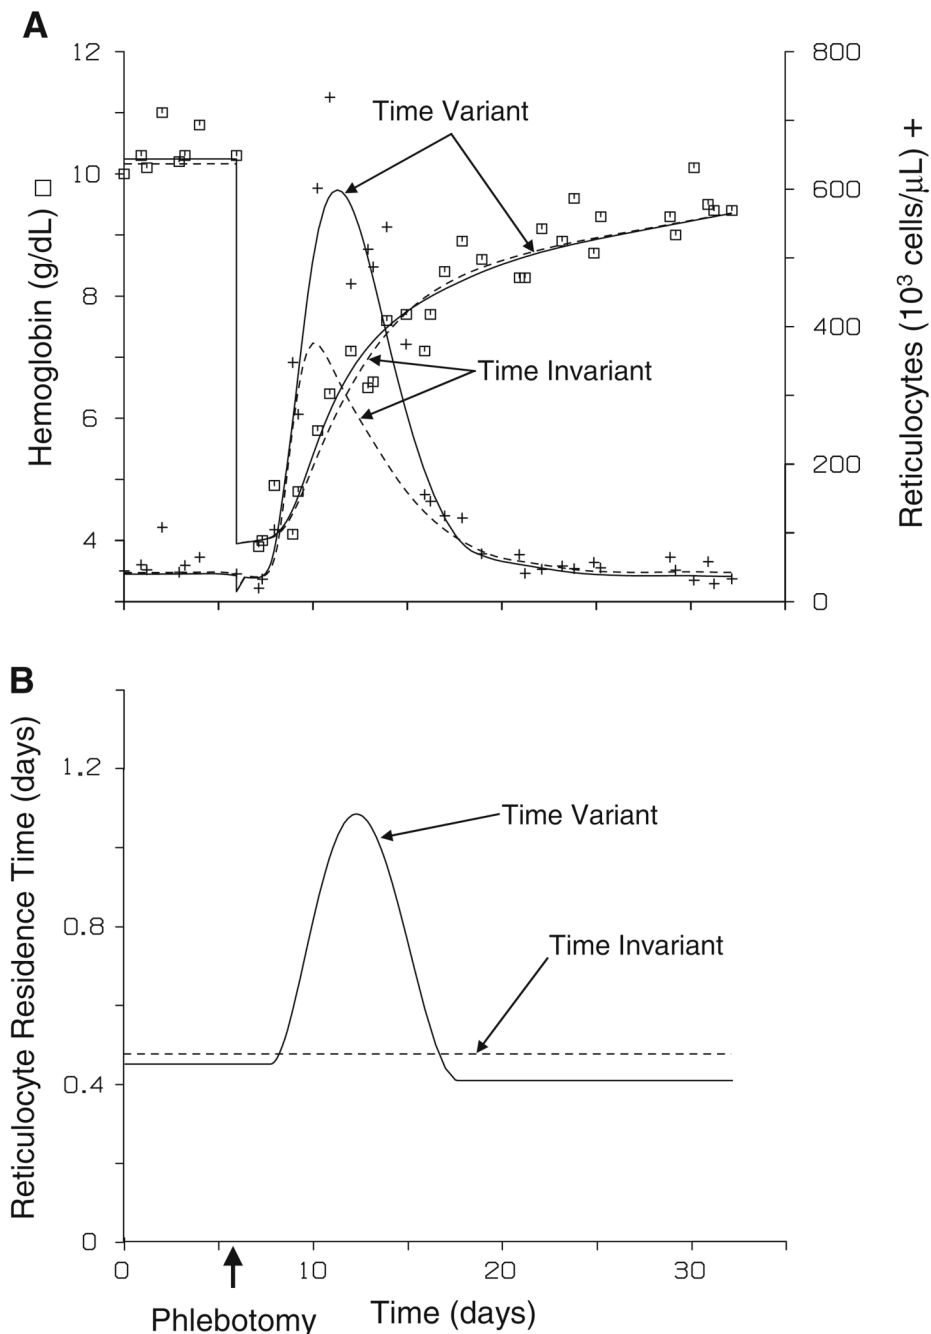 A
12
10
8
6
4
Hemoglobin (g/dL) □
800
600
400
200
0
Reticulocytes (10³ cells/μL) +
Time Variant
Time Invariant
B
1.2
0.8
0.4
0
Reticulocyte Residence Time (days)
Time Variant
Time Invariant
0 10 20 30
Phlebotomy
Time (days)